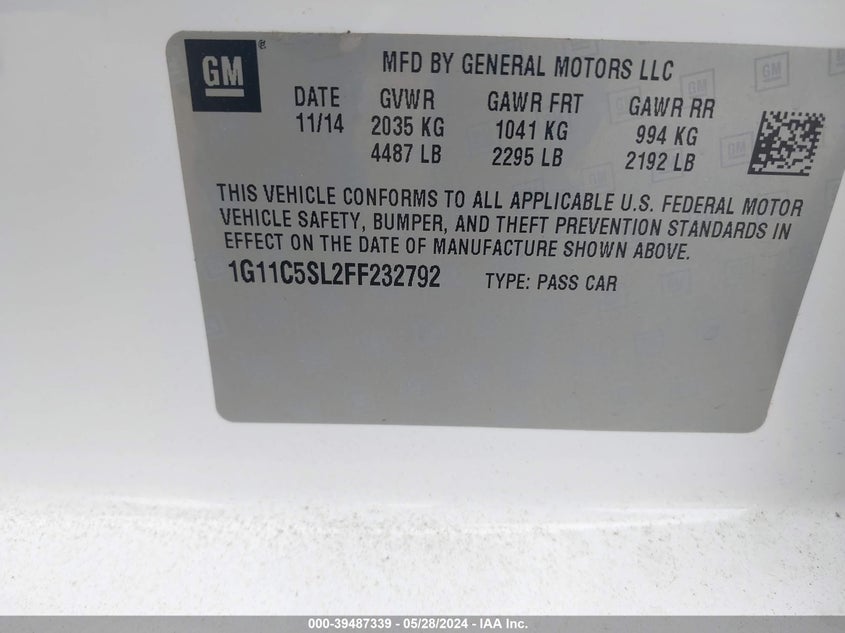 GM
MFD BY GENERAL MOTORS LLC
DATE GVWR GAWR FRT GAWR RR
11/14 2035 KG 1041 KG 994 KG
4487 LB 2295 LB 2192 LB
THIS VEHICLE CONFORMS TO ALL APPLICABLE U.S. FEDERAL MOTOR
VEHICLE SAFETY, BUMPER, AND THEFT PREVENTION STANDARDS IN
EFFECT ON THE DATE OF MANUFACTURE SHOWN ABOVE.
1G11C5SL2FF232792 TYPE: PASS CAR
000-39487339 - 05/28/2024 - IAA Inc.